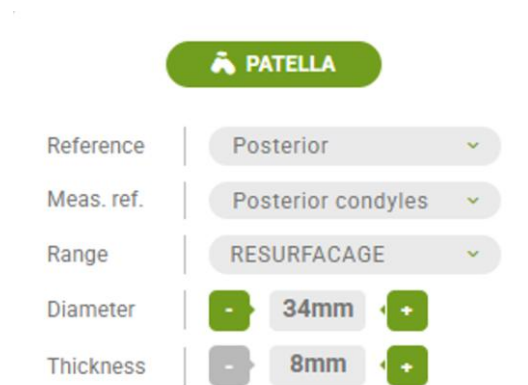 PATELLA
Reference Posterior
Meas. ref. Posterior condyles
Range RESURFACAGE
Diameter - 34mm +
Thickness - 8mm +